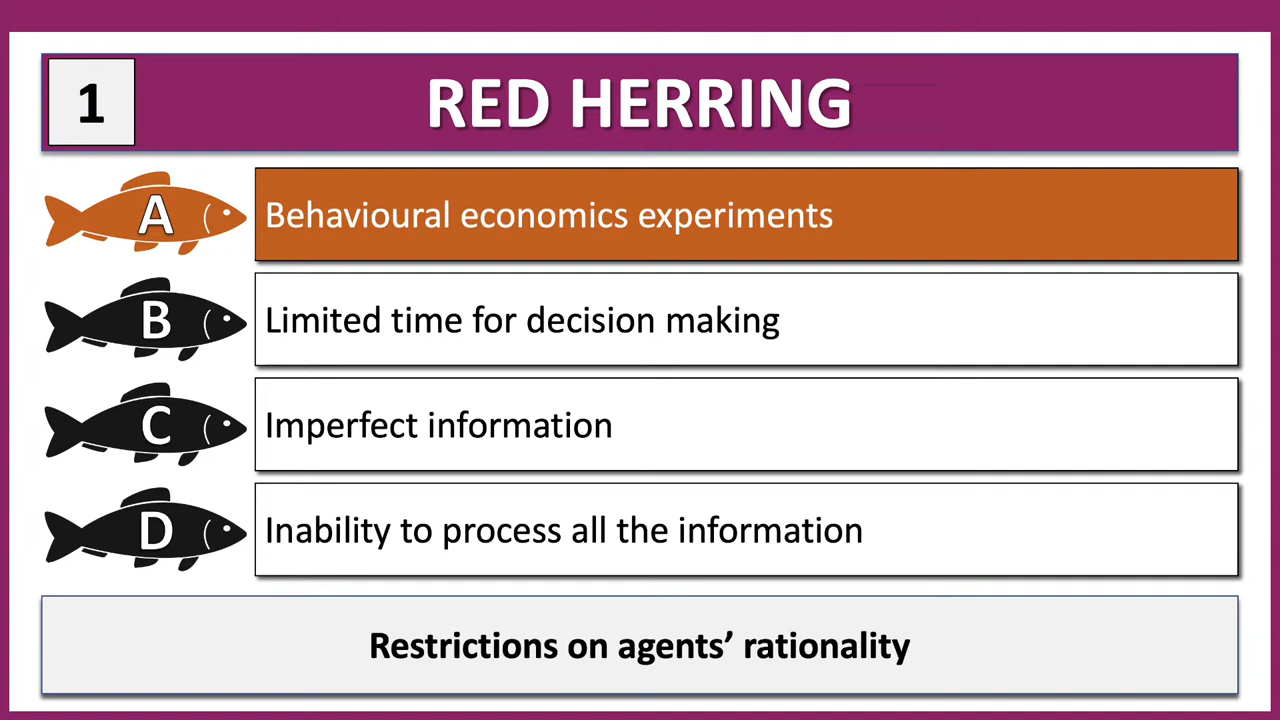 1
RED HERRING
A
Behavioural economics experiments
B
Limited time for decision making
C
Imperfect information
D
Inability to process all the information
Restrictions on agents’ rationality